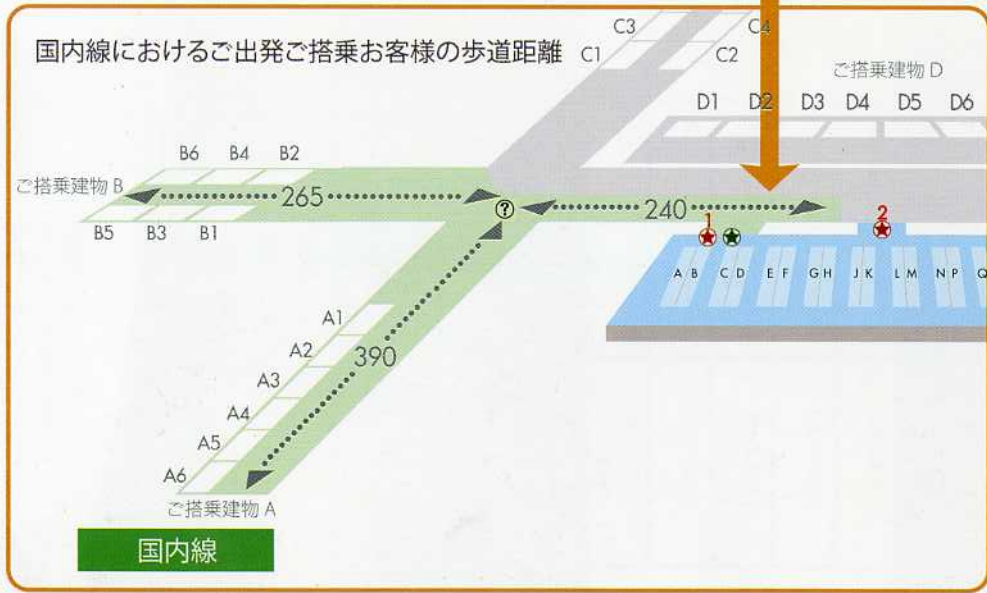 国内線におけるご出発ご搭乗お客様の歩道距離
C3
C4
C1
C2
ご搭乗建物 D
D1 D2 D3 D4 D5 D6
B6 B4 B2
ご搭乗建物 B
265
?
240
1
2
B5 B3 B1
A B C D E F G H J K L M N P Q
A1
A2
390
A3
A4
A5
A6
ご搭乗建物 A
国内線